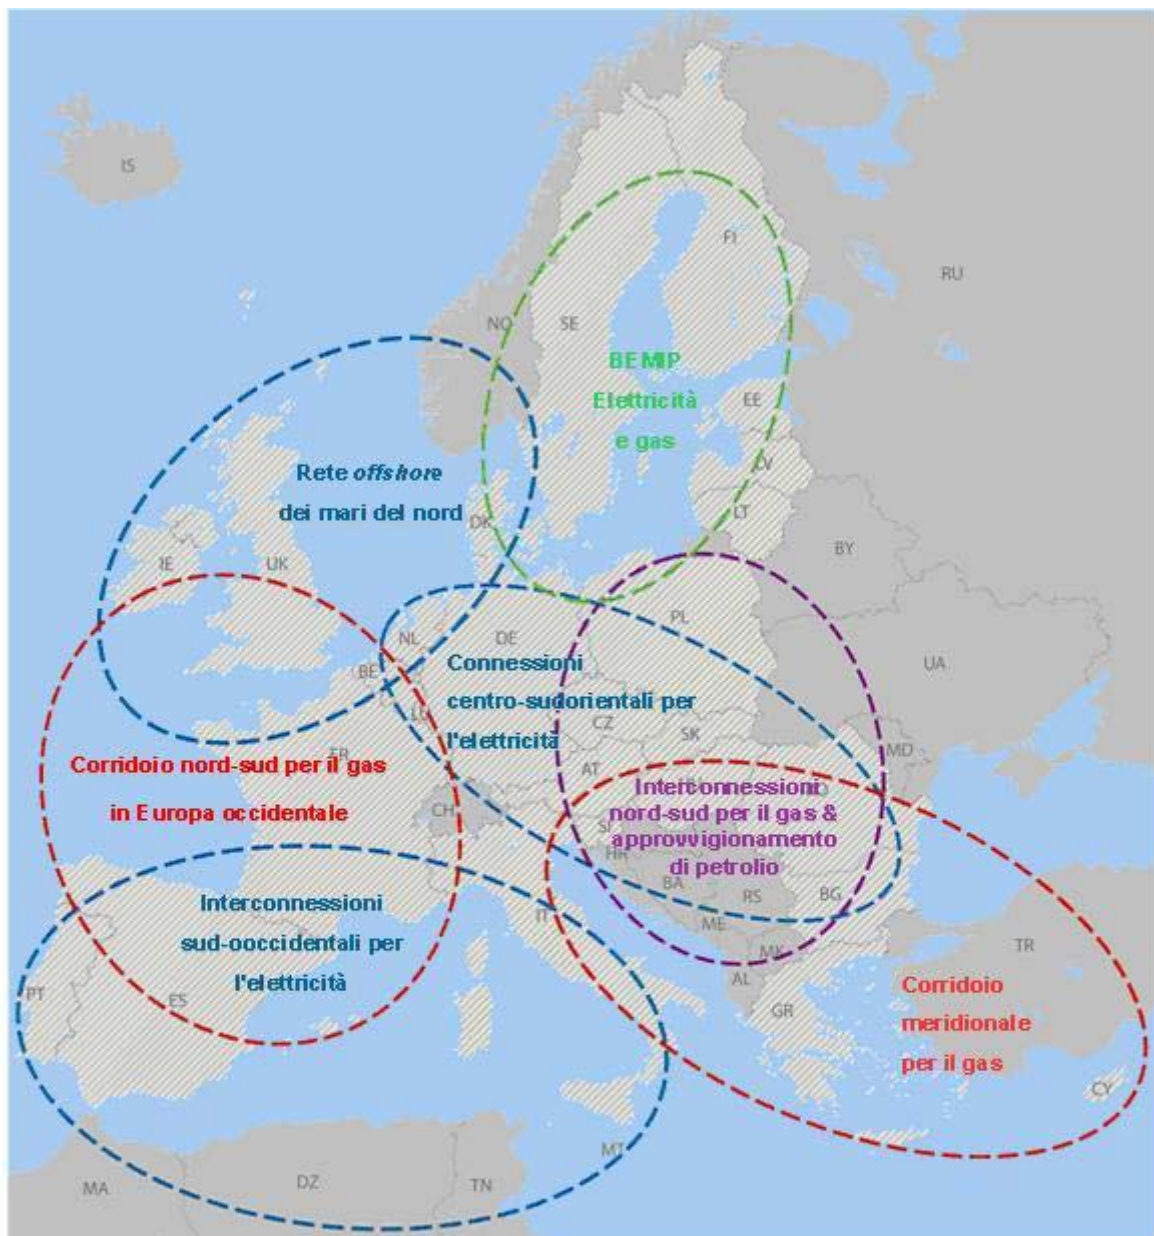 IS
FI
RU
NO
SE
BEMIP
Elettricità
e gas
EE
LV
LT
Rete offshore
dei mari del nord
DK
BY
IE
UK
NL
DE
PL
BE
UA
Connessioni
centro-sudorientali per
l'elettricità
LU
CZ
SK
MD
FR
AT
Corridoio nord-sud per il gas
in Europa occidentale
CH
HU
RO
Interconnessioni
nord-sud per il gas &
approvvigionamento
di petrolio
SI
HR
BA
RS
BG
ME
MK
AL
IT
TR
Interconnessioni
sud-ooccidentali per
l'elettricità
PT
ES
GR
Corridoio
meridionale
per il gas
CY
MT
MA
DZ
TN